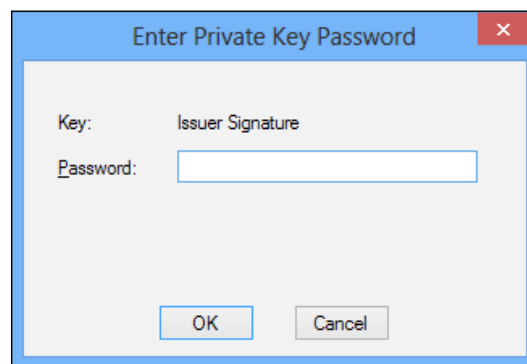 Enter Private Key Password
Key: Issuer Signature
Password:
OK Cancel